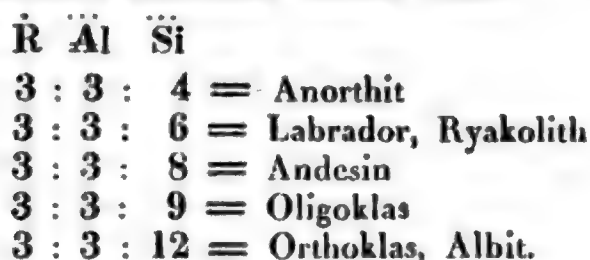 Ṙ A⃛l S⃛i
3 : 3 : 4 = Anorthit
3 : 3 : 6 = Labrador, Ryakolith
3 : 3 : 8 = Andesin
3 : 3 : 9 = Oligoklas
3 : 3 : 12 = Orthoklas, Albit.